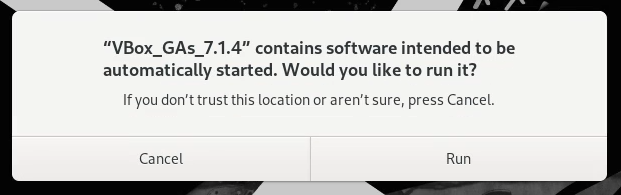 “VBox_GAs_7.1.4” contains software intended to be
automatically started. Would you like to run it?
If you don’t trust this location or aren’t sure, press Cancel.
Cancel
Run